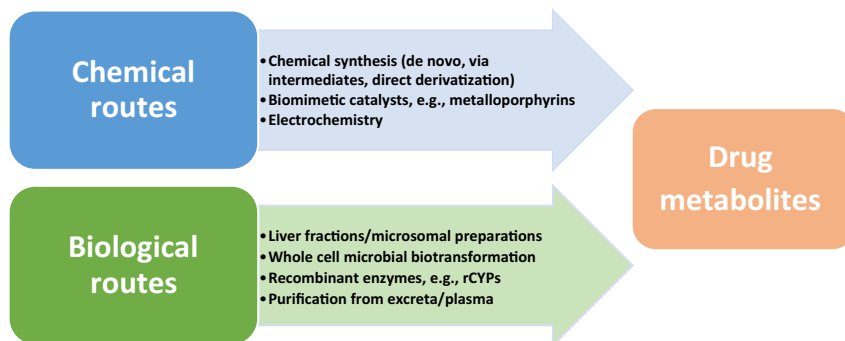 Chemical
routes
•Chemical synthesis (de novo, via
intermediates, direct derivatization)
•Biomimetic catalysts, e.g., metalloporphyrins
•Electrochemistry
Drug
metabolites
Biological
routes
•Liver fractions/microsomal preparations
•Whole cell microbial biotransformation
•Recombinant enzymes, e.g., rCYPs
•Purification from excreta/plasma